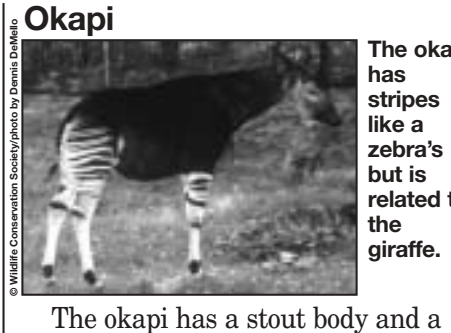 Okapi
© Wildlife Conservation Society/photo by Dennis DeMello
The oka
has
stripes
like a
zebra's
but is
related t
the
giraffe.
The okapi has a stout body and a